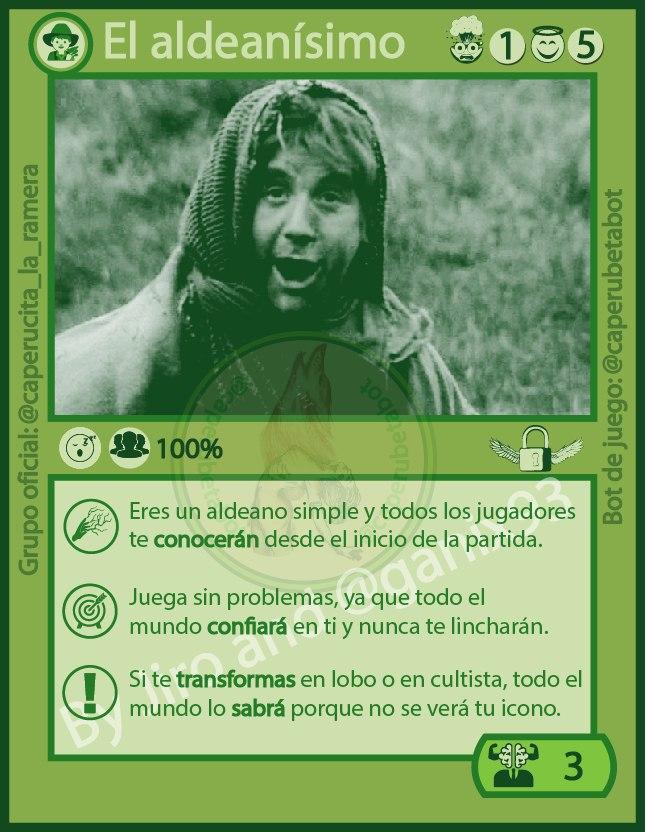 El aldeanísimo
1
5
Grupo oficial: @caperucita_la_ramera
Bot de juego: @caperubetabot
@caperubetabot
@caperubetabot
100%
Eres un aldeano simple y todos los jugadores
te conocerán desde el inicio de la partida.
Juega sin problemas, ya que todo el
mundo confiará en ti y nunca te lincharán.
Si te transformas en lobo o en cultista, todo el
mundo lo sabrá porque no se verá tu icono.
3